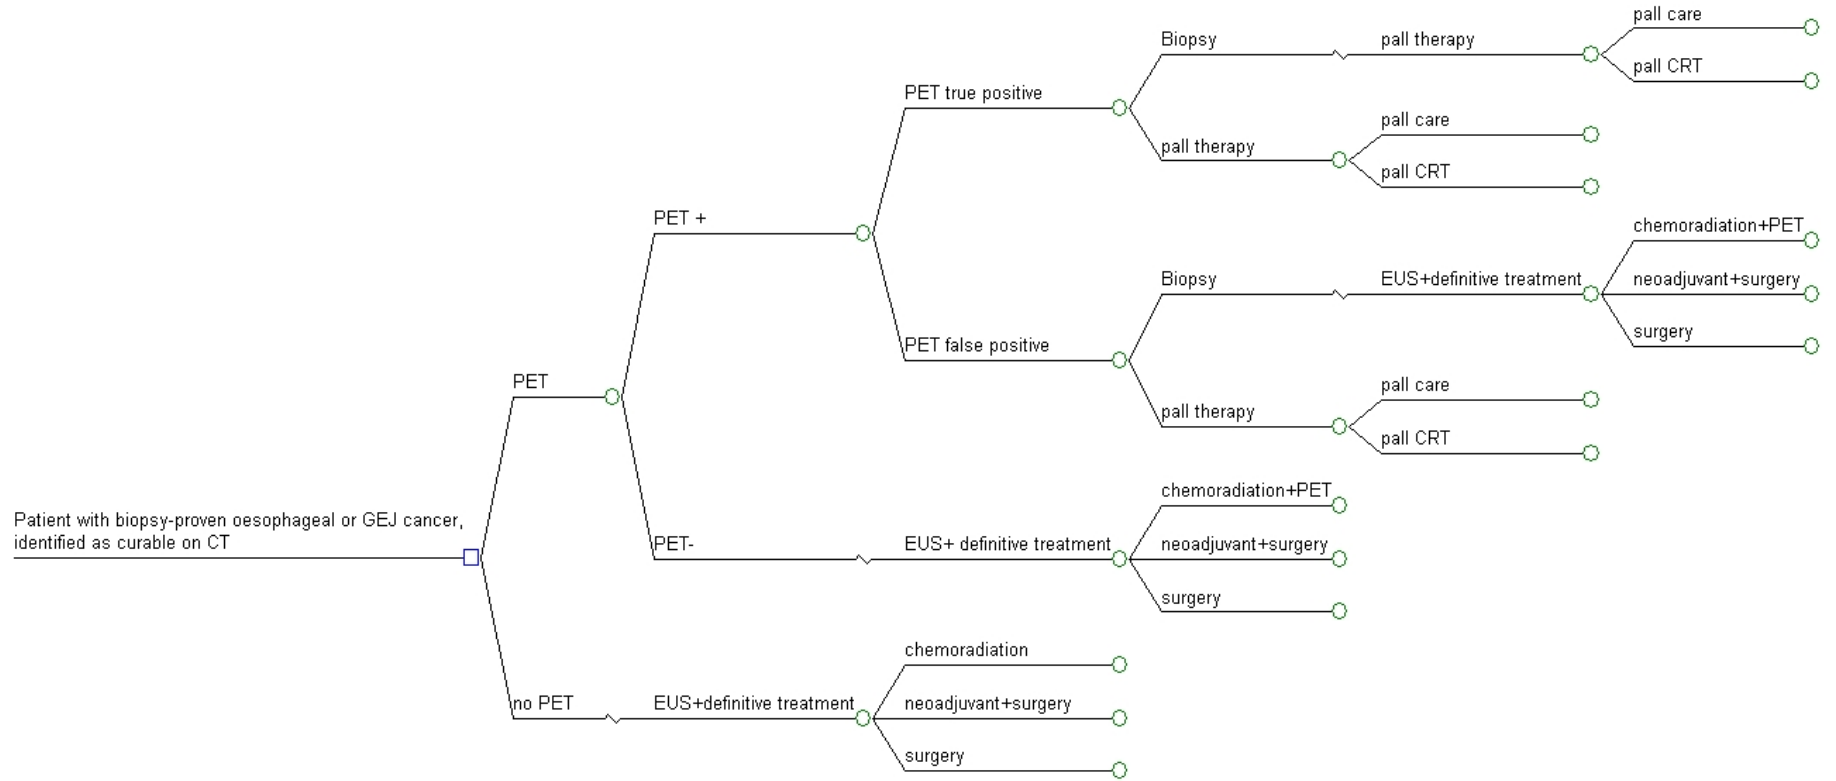 pall care
Biopsy
pall therapy
pall CRT
PET true positive
pall care
pall therapy
pall CRT
PET +
chemoradiation+PET
Biopsy
EUS+definitive treatment
neoadjuvant+surgery
surgery
PET false positive
PET
pall care
pall therapy
pall CRT
chemoradiation+PET
Patient with biopsy-proven oesophageal or GEJ cancer,
identified as curable on CT
PET-
EUS+ definitive treatment
neoadjuvant+surgery
surgery
chemoradiation
no PET
EUS+definitive treatment
neoadjuvant+surgery
surgery